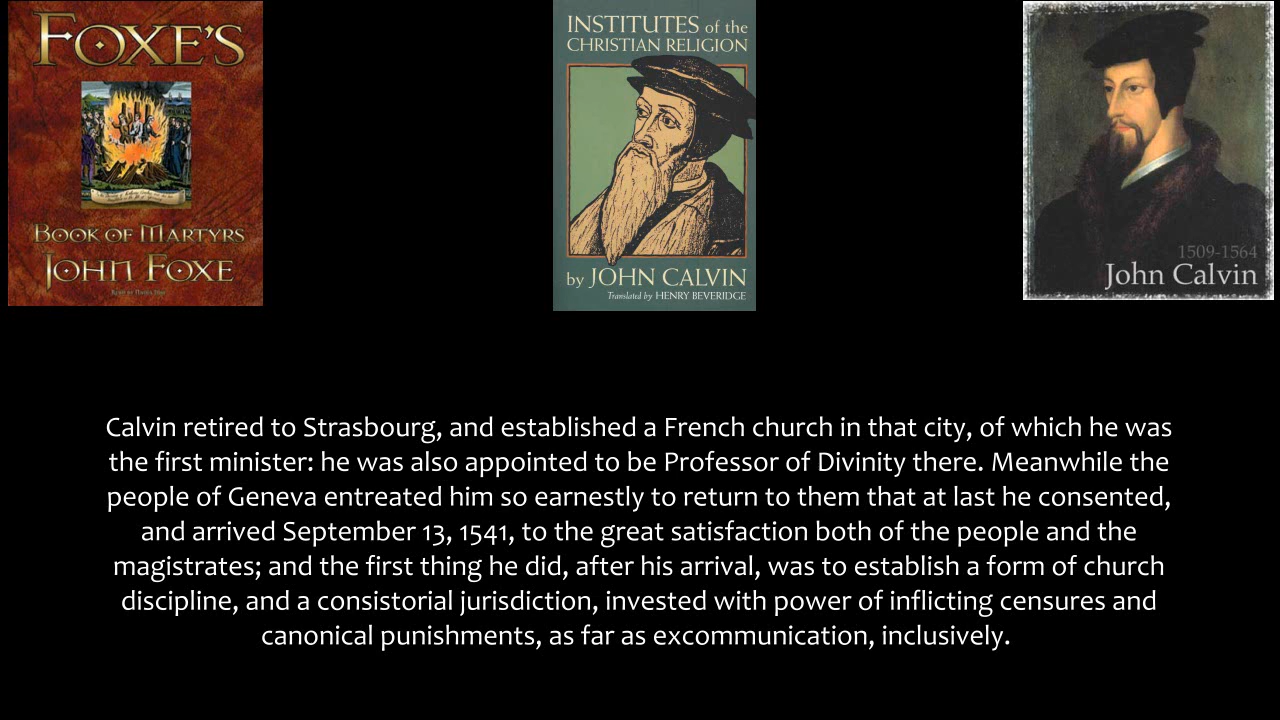 FOXE'S
BOOK OF MARTYRS
JOHN FOXE
INSTITUTES of the
CHRISTIAN RELIGION
by JOHN CALVIN
Translated by HENRY BEVERIDGE
1509-1564
John Calvin
Calvin retired to Strasbourg, and established a French church in that city, of which he was
the first minister: he was also appointed to be Professor of Divinity there. Meanwhile the
people of Geneva entreated him so earnestly to return to them that at last he consented,
and arrived September 13, 1541, to the great satisfaction both of the people and the
magistrates; and the first thing he did, after his arrival, was to establish a form of church
discipline, and a consistorial jurisdiction, invested with power of inflicting censures and
canonical punishments, as far as excommunication, inclusively.